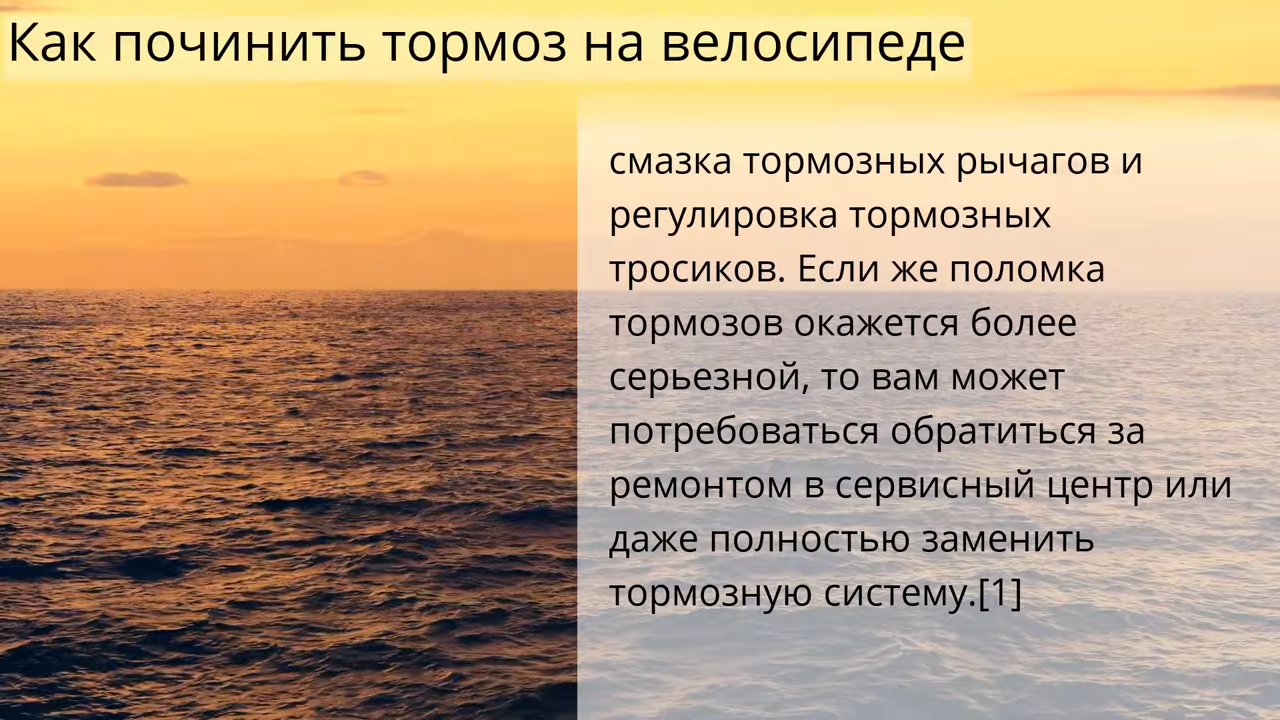 Как починить тормоз на велосипеде
смазка тормозных рычагов и
регулировка тормозных
тросиков. Если же поломка
тормозов окажется более
серьезной, то вам может
потребоваться обратиться за
ремонтом в сервисный центр или
даже полностью заменить
тормозную систему.[1]